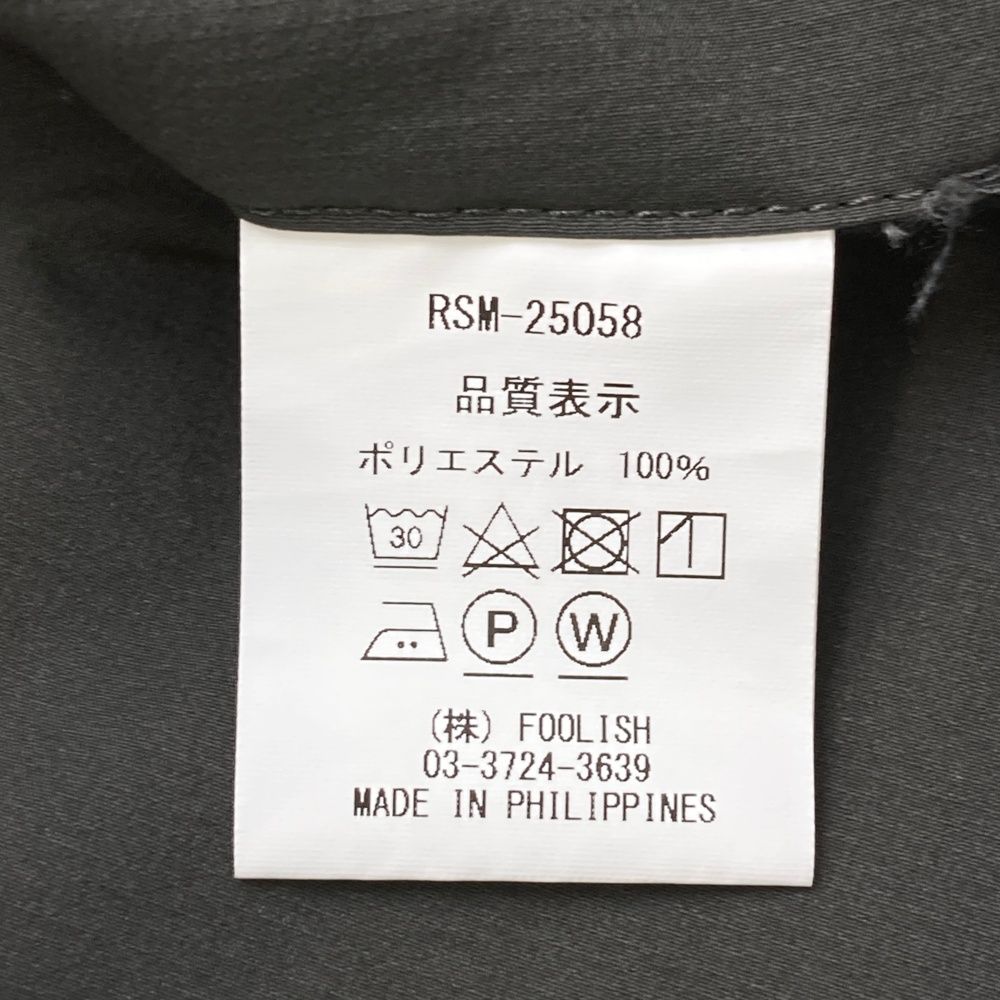 RSM-25058
品質表示
ポリエステル 100%
30
P W
(株) FOOLISH
03-3724-3639
MADE IN PHILIPPINES